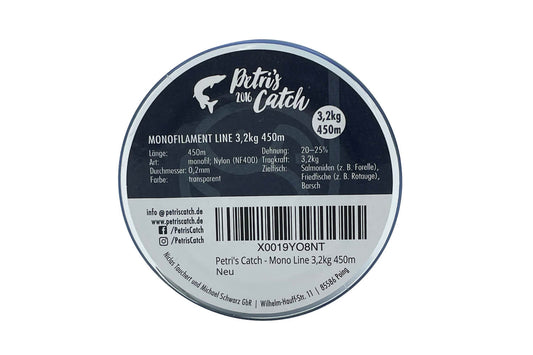 Petri's
2016 Catch
3,2kg
450m
MONOFILAMENT LINE 3,2kg 450m
Länge: 450m
Art: monofil; Nylon (NF400)
Durchmesser: 0,2mm
Farbe: transparent
Dehnung: 20–25%
Tragkraft: 3,2kg
Zielfisch: Salmoniden (z. B. Forelle),
Friedfische (z. B. Rotauge),
Barsch
info @petriscatch.de
www.petriscatch.de
/PetrisCatch
/PetrisCatch
X0019YO8NT
Petri's Catch - Mono Line 3,2kg 450m
Neu
Niclas Tauchert und Michael Schwarz GbR | Wilhelm-Hauff-Str. 11 | 85586 Poing